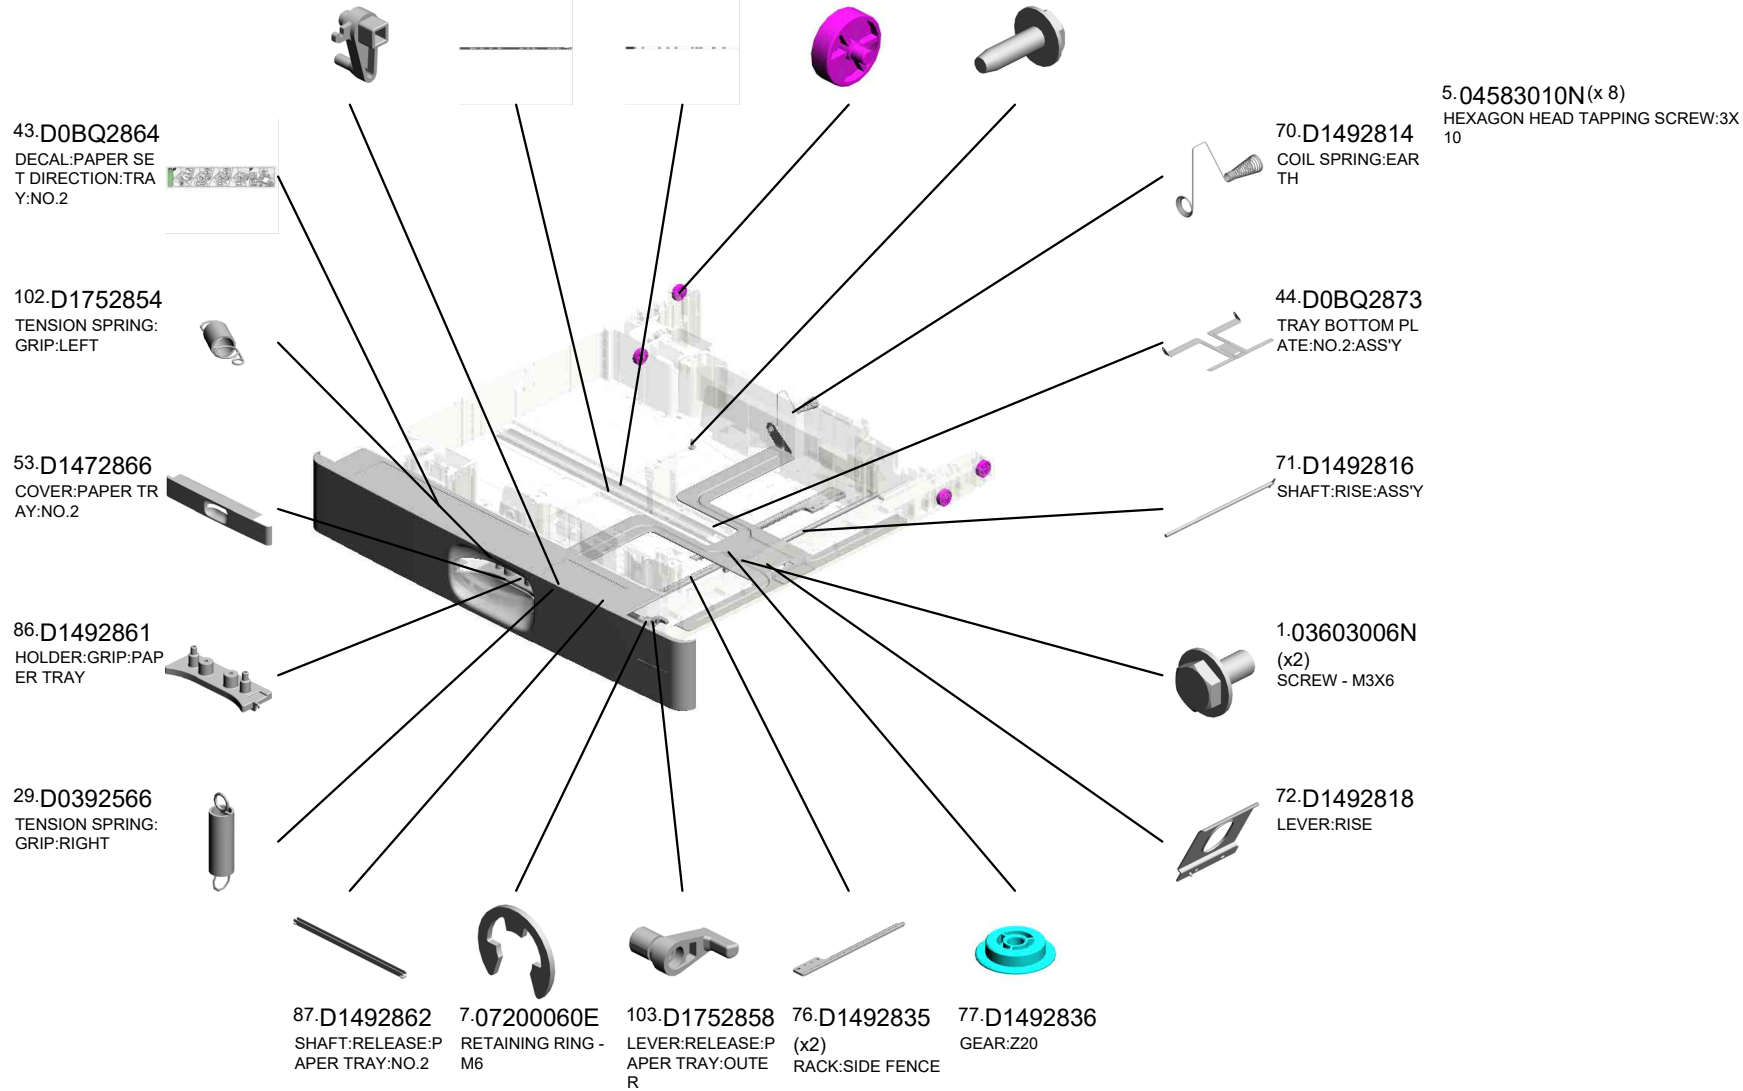 5.04583010N (x 8)
HEXAGON HEAD TAPPING SCREW:3X
10
43.D0BQ2864
DECAL:PAPER SE
T DIRECTION:TRA
Y:NO.2
70.D1492814
COIL SPRING:EAR
TH
102.D1752854
TENSION SPRING:
GRIP:LEFT
44.D0BQ2873
TRAY BOTTOM PL
ATE:NO.2:ASS'Y
53.D1472866
COVER:PAPER TR
AY:NO.2
71.D1492816
SHAFT:RISE:ASS'Y
86.D1492861
HOLDER:GRIP:PAP
ER TRAY
1.03603006N
(x2)
SCREW - M3X6
29.D0392566
TENSION SPRING:
GRIP:RIGHT
72.D1492818
LEVER:RISE
87.D1492862
SHAFT:RELEASE:P
APER TRAY:NO.2
7.07200060E
RETAINING RING -
M6
103.D1752858
LEVER:RELEASE:P
APER TRAY:OUTE
R
76.D1492835
(x2)
RACK:SIDE FENCE
77.D1492836
GEAR:Z20